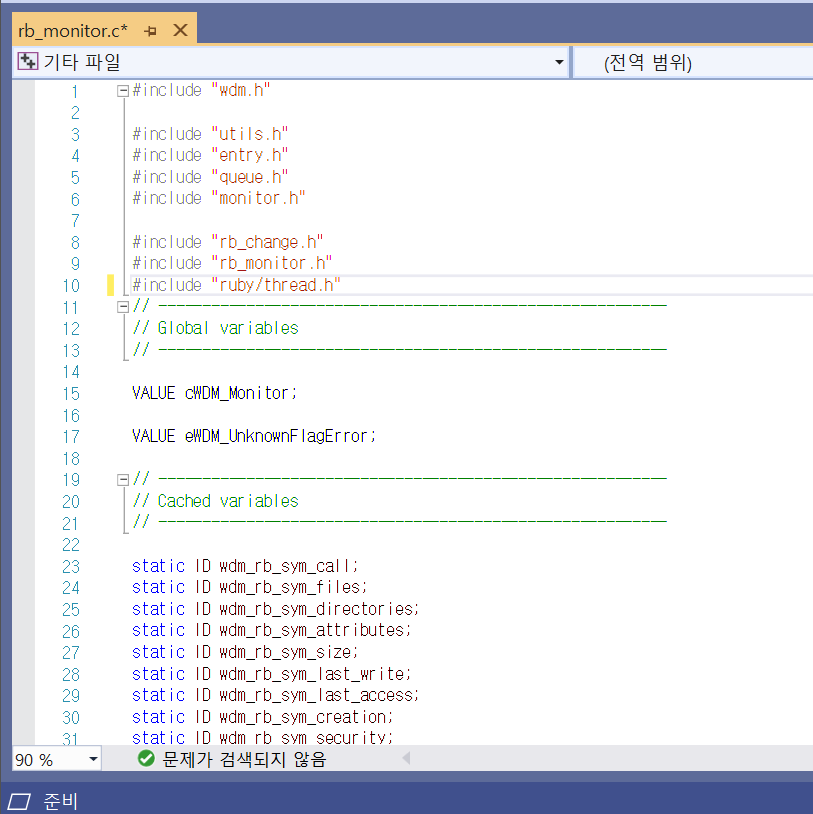 rb_monitor.c*
기타 파일
(전역 범위)
1 #include "wdm.h"
2
3 #include "utils.h"
4 #include "entry.h"
5 #include "queue.h"
6 #include "monitor.h"
7
8 #include "rb_change.h"
9 #include "rb_monitor.h"
10 #include "ruby/thread.h"
11 // ----------------------------------------------------------
12 // Global variables
13 // ----------------------------------------------------------
14
15 VALUE cWDM_Monitor;
16
17 VALUE eWDM_UnknownFlagError;
18
19 // ----------------------------------------------------------
20 // Cached variables
21 // ----------------------------------------------------------
22
23 static ID wdm_rb_sym_call;
24 static ID wdm_rb_sym_files;
25 static ID wdm_rb_sym_directories;
26 static ID wdm_rb_sym_attributes;
27 static ID wdm_rb_sym_size;
28 static ID wdm_rb_sym_last_write;
29 static ID wdm_rb_sym_last_access;
30 static ID wdm_rb_sym_creation;
31 static ID wdm_rb_sym_security;
90 % 문제가 검색되지 않음
준비